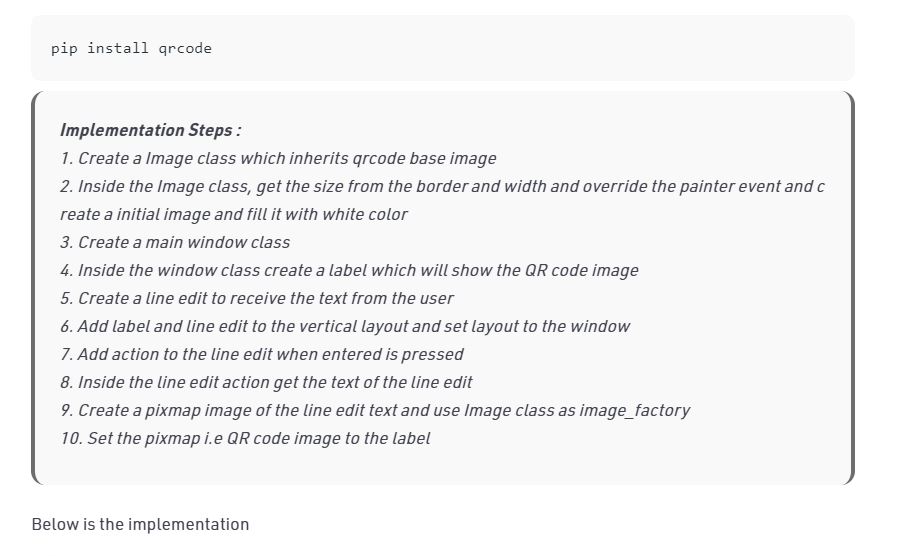 pip install qrcode
Implementation Steps :
1. Create a Image class which inherits qrcode base image
2. Inside the Image class, get the size from the border and width and override the painter event and c
reate a initial image and fill it with white color
3. Create a main window class
4. Inside the window class create a label which will show the QR code image
5. Create a line edit to receive the text from the user
6. Add label and line edit to the vertical layout and set layout to the window
7. Add action to the line edit when entered is pressed
8. Inside the line edit action get the text of the line edit
9. Create a pixmap image of the line edit text and use Image class as image_factory
10. Set the pixmap i.e QR code image to the label
Below is the implementation